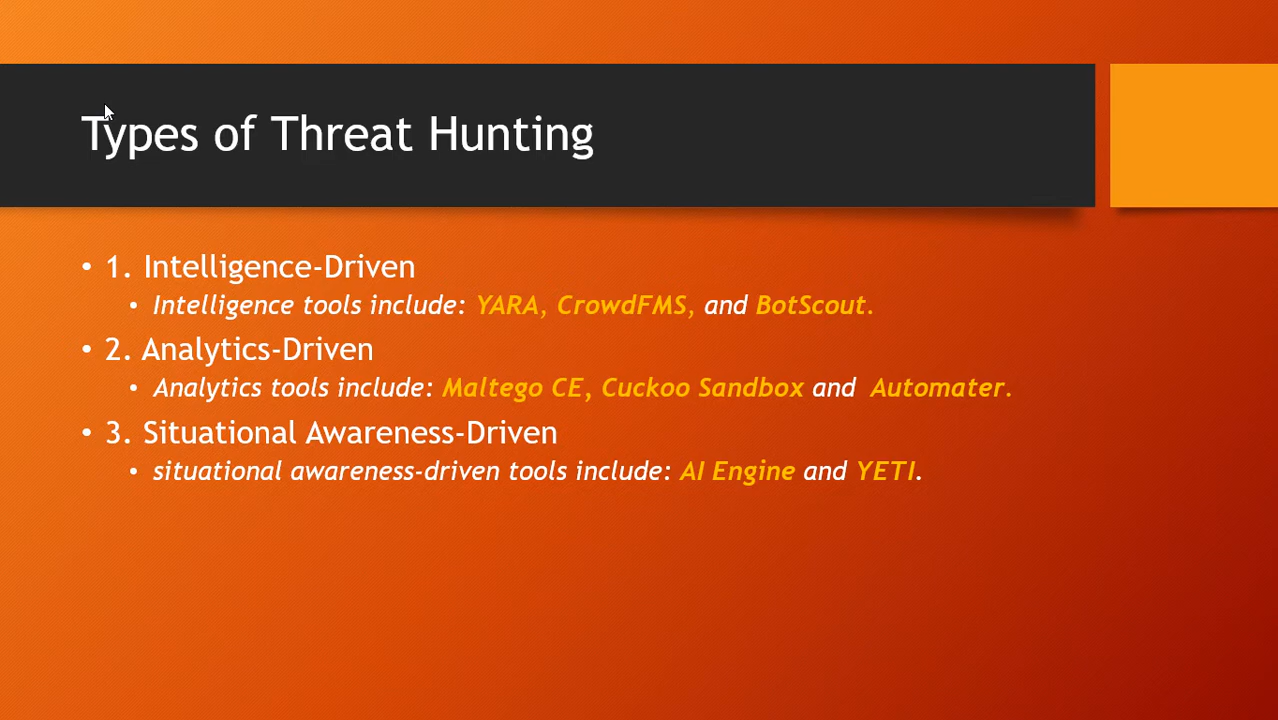 Types of Threat Hunting
• 1. Intelligence-Driven
• Intelligence tools include: YARA, CrowdFMS, and BotScout.
• 2. Analytics-Driven
• Analytics tools include: Maltego CE, Cuckoo Sandbox and  Automater.
• 3. Situational Awareness-Driven
• situational awareness-driven tools include: AI Engine and YETI.